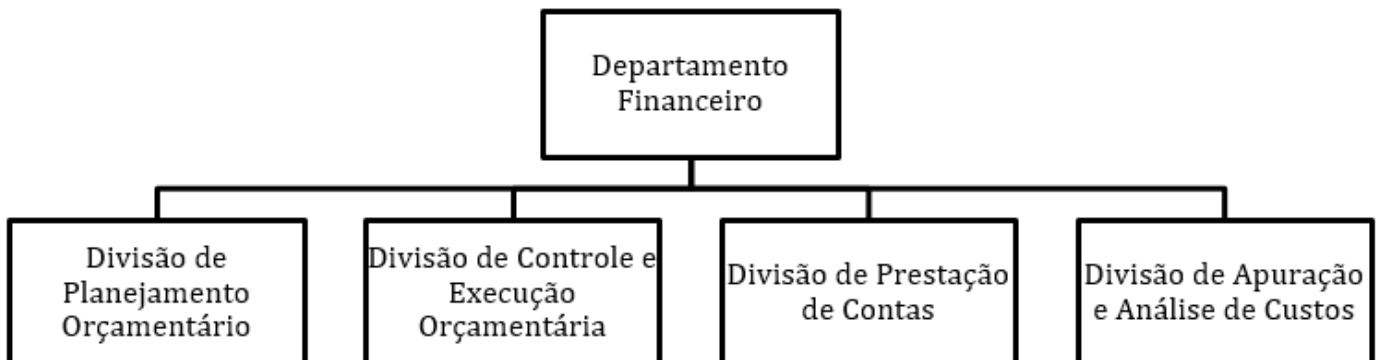 Departamento
Financeiro
Divisão de
Planejamento
Orçamentário
Divisão de Controle e
Execução
Orçamentária
Divisão de Prestação
de Contas
Divisão de Apuração
e Análise de Custos